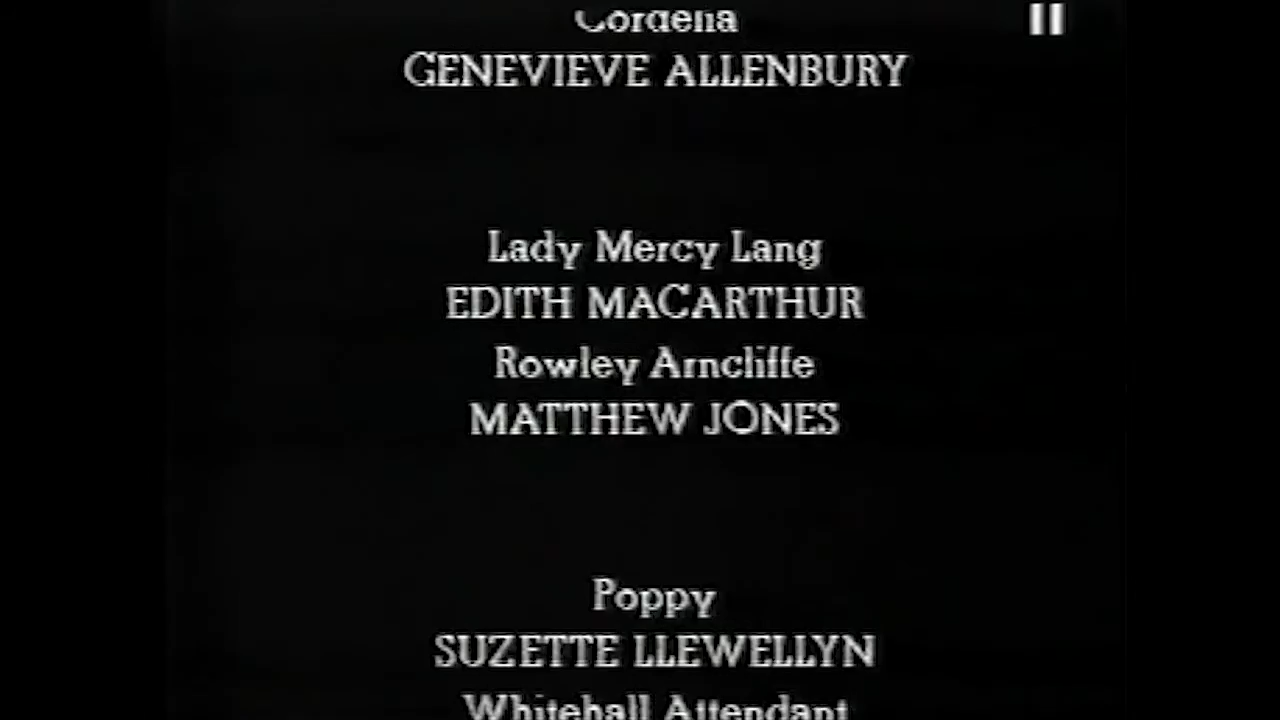 Cordelia
GENEVIEVE ALLENBURY
Lady Mercy Lang
EDITH MACARTHUR
Rowley Arncliffe
MATTHEW JONES
Poppy
SUZETTE LLEWELLYN
Whitehall Attendant